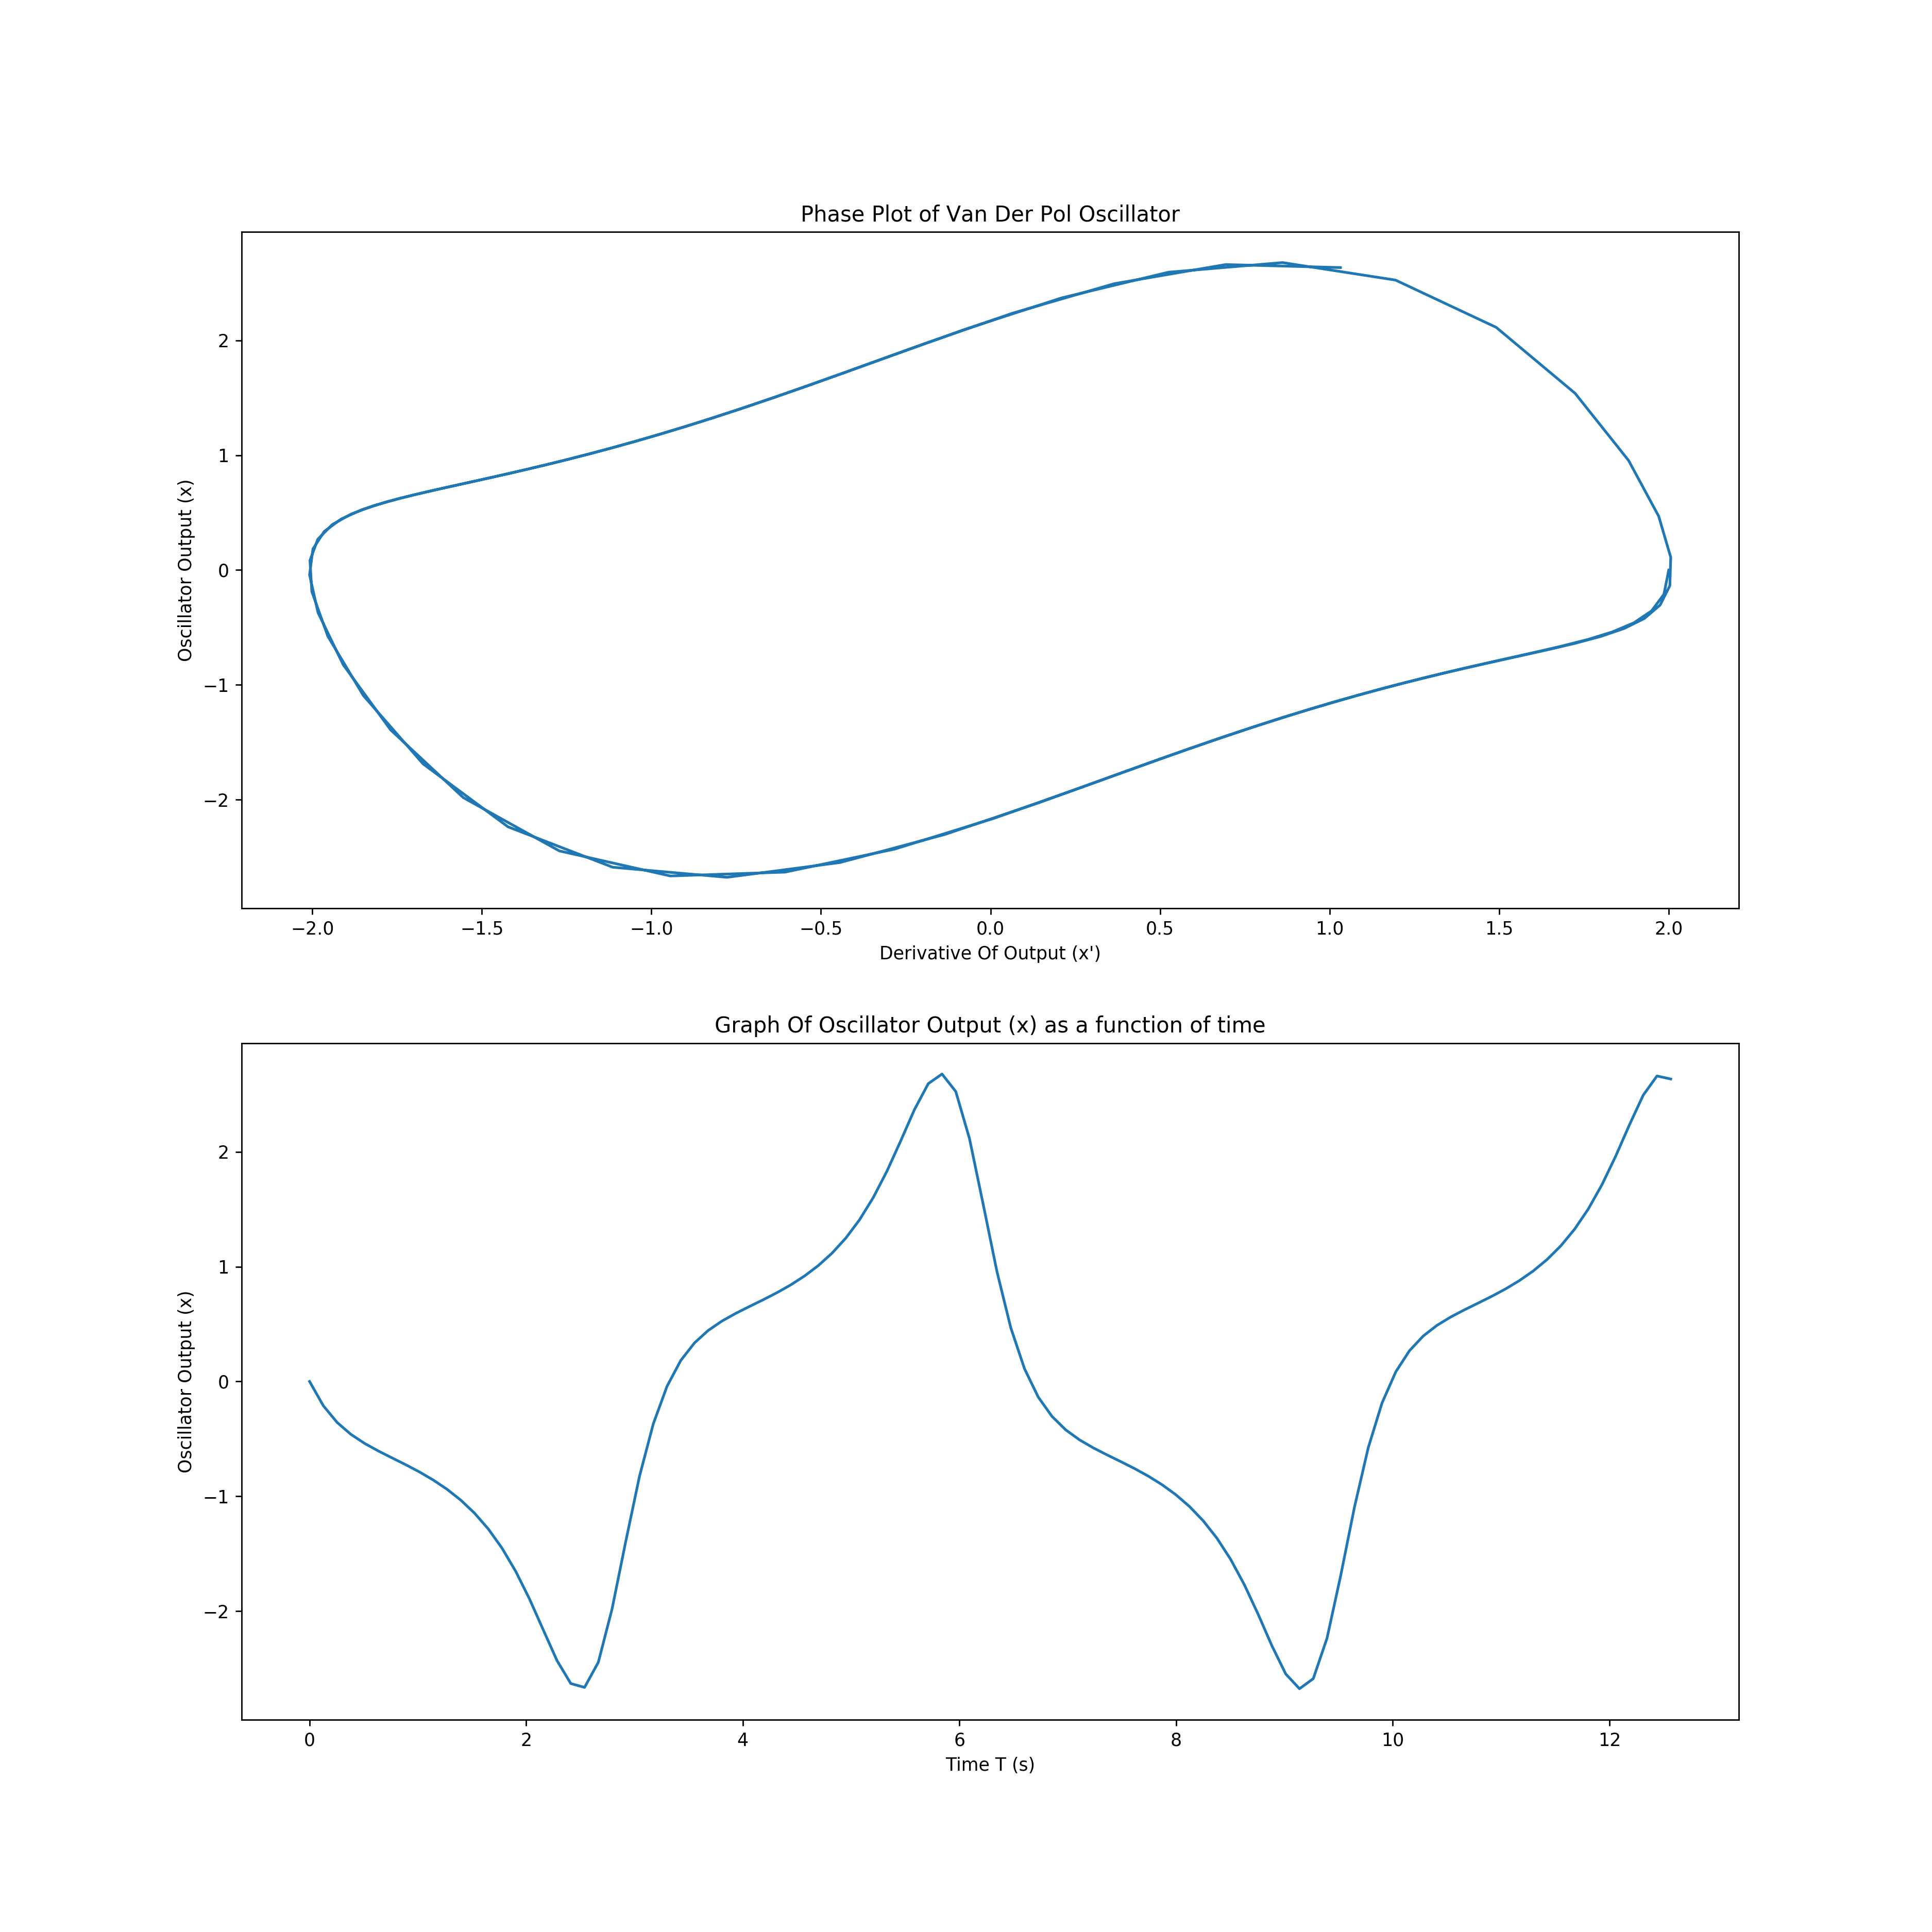 Phase Plot of Van Der Pol Oscillator
Oscillator Output (x)
2
1
0
−1
−2
−2.0 −1.5 −1.0 −0.5 0.0 0.5 1.0 1.5 2.0
Derivative Of Output (x')
Graph Of Oscillator Output (x) as a function of time
Oscillator Output (x)
2
1
0
−1
−2
0 2 4 6 8 10 12
Time T (s)